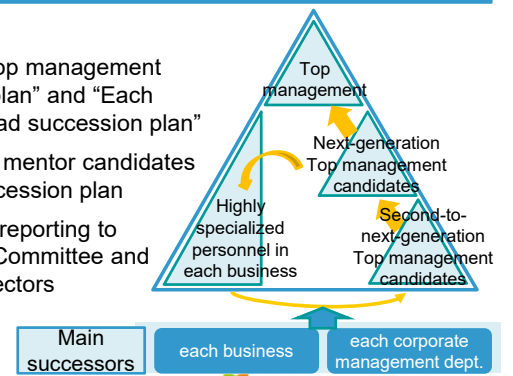 op management
plan” and “Each
ad succession plan”
mentor candidates
cession plan
reporting to
Committee and
ectors
Top
management
Next-generation
Top management
candidates
Highly
specialized
personnel in
each business
Second-to-
next-generation
Top management
candidates
Main
successors
each business
each corporate
management dept.